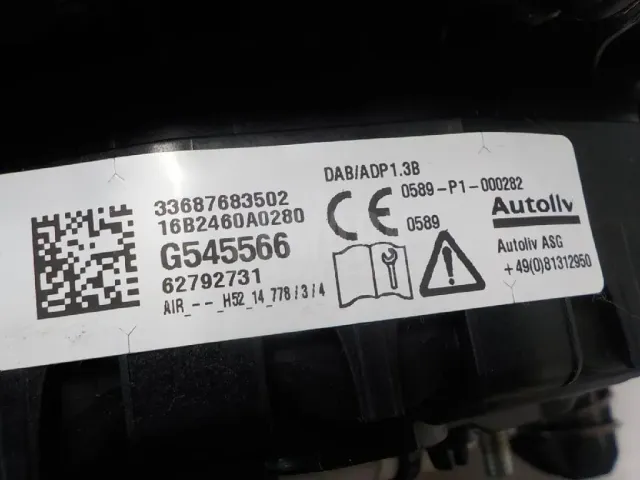 33687683502
16B2460A0280
G545566
62792731
AIR_--_H52_14_778/3/4
DAB/ADP1.3B
CE 0589-P1-000282
0589
Autoliv
Autoliv ASG
+49(0)81312950